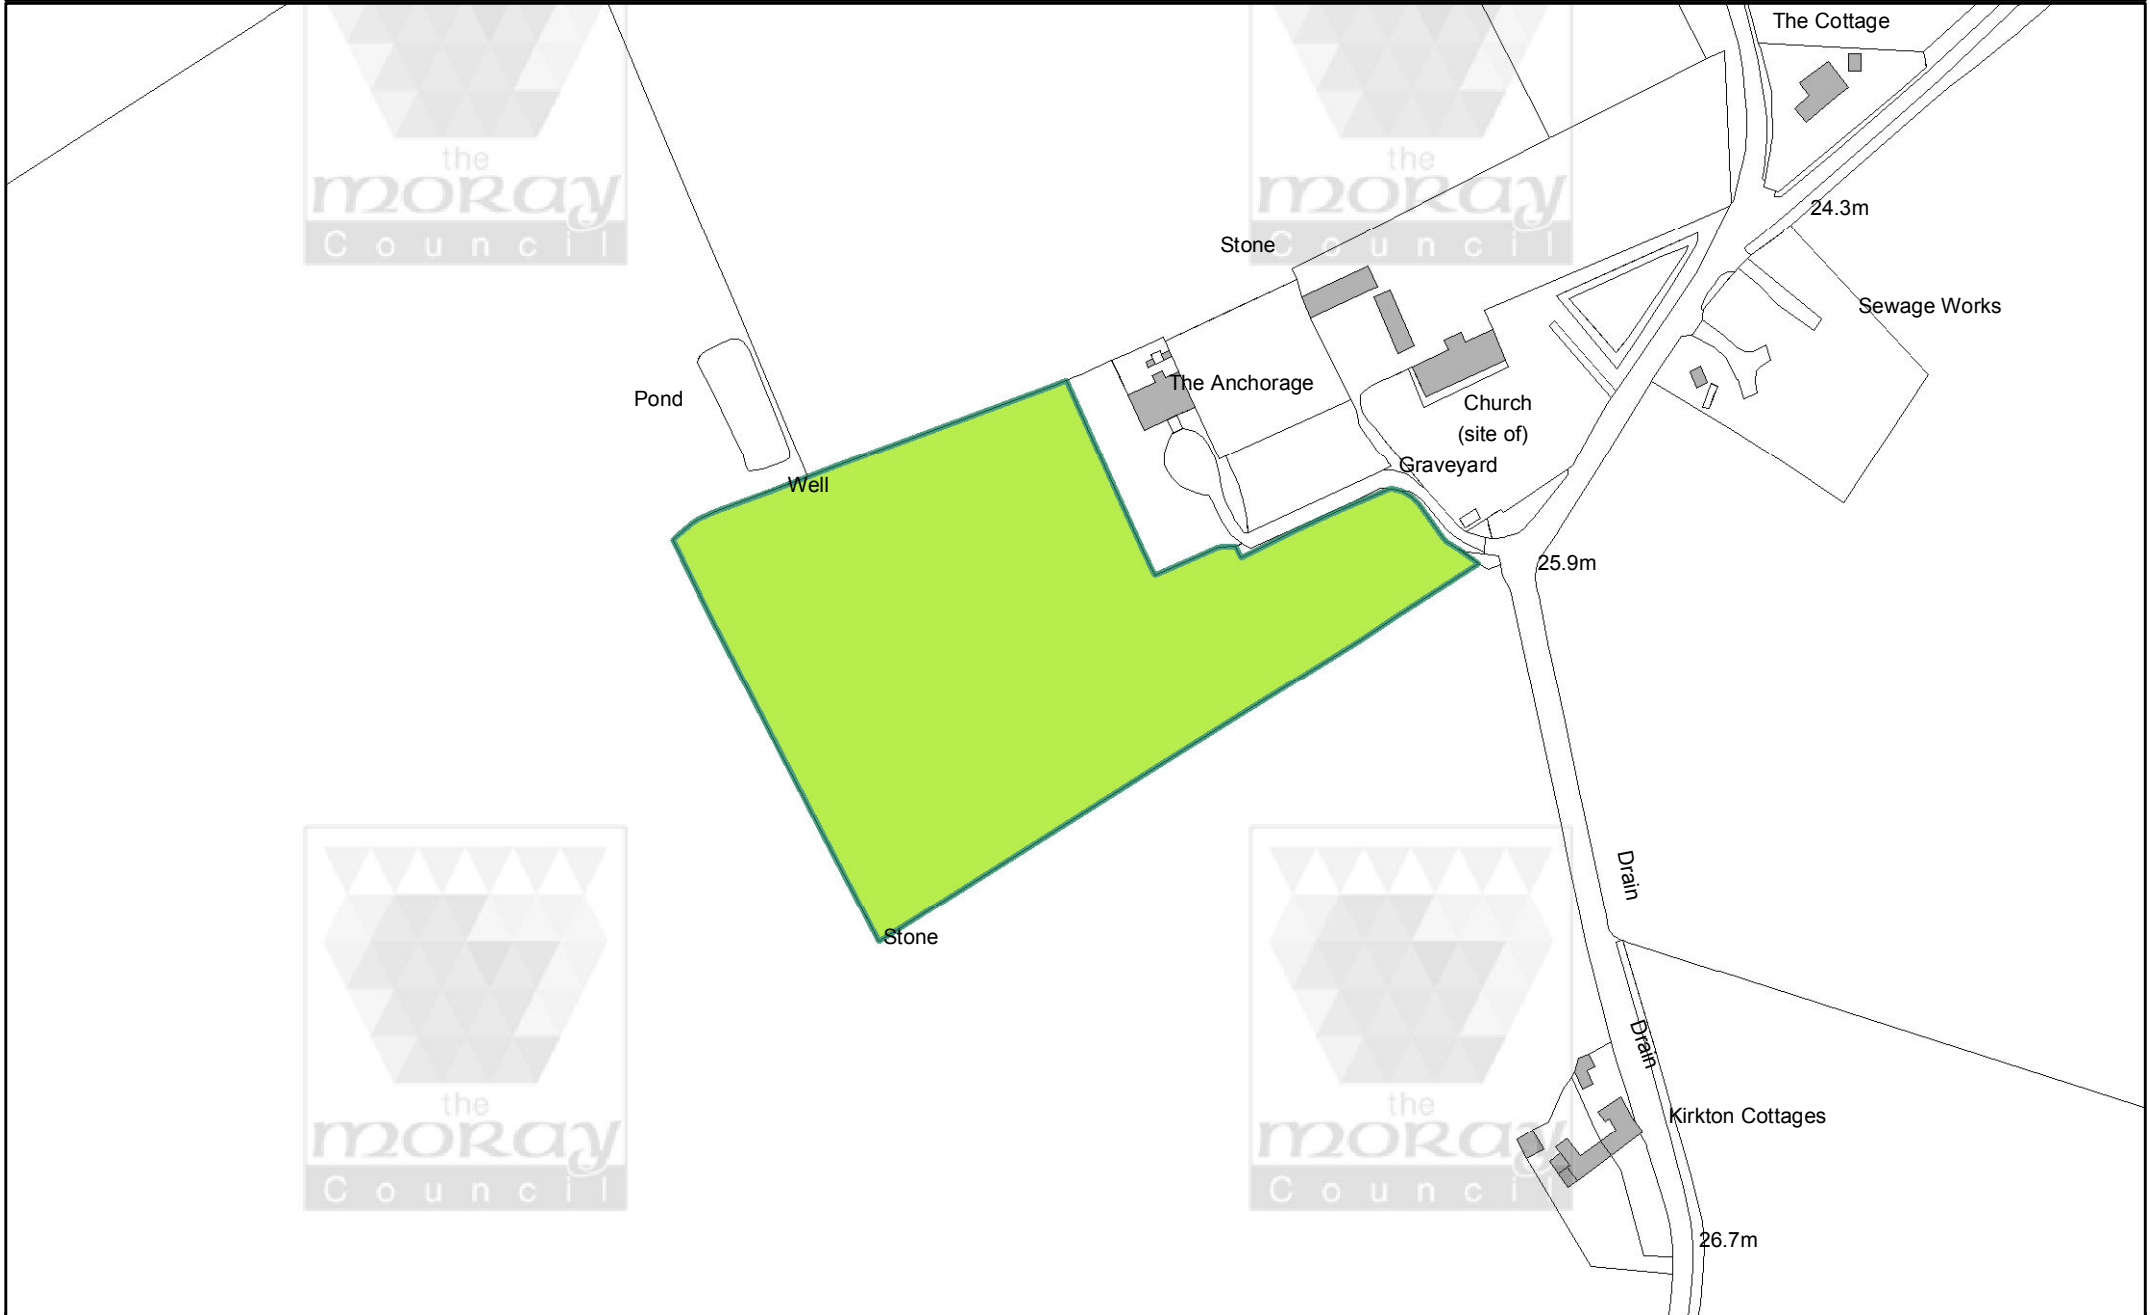 The Cottage
the
moray
Council
the
moray
Council
24.3m
Stone
Sewage Works
The Anchorage
Pond
Church
(site of)
Graveyard
Well
25.9m
Drain
Stone
Drain
the
moray
Council
the
moray
Council
Kirkton Cottages
26.7m